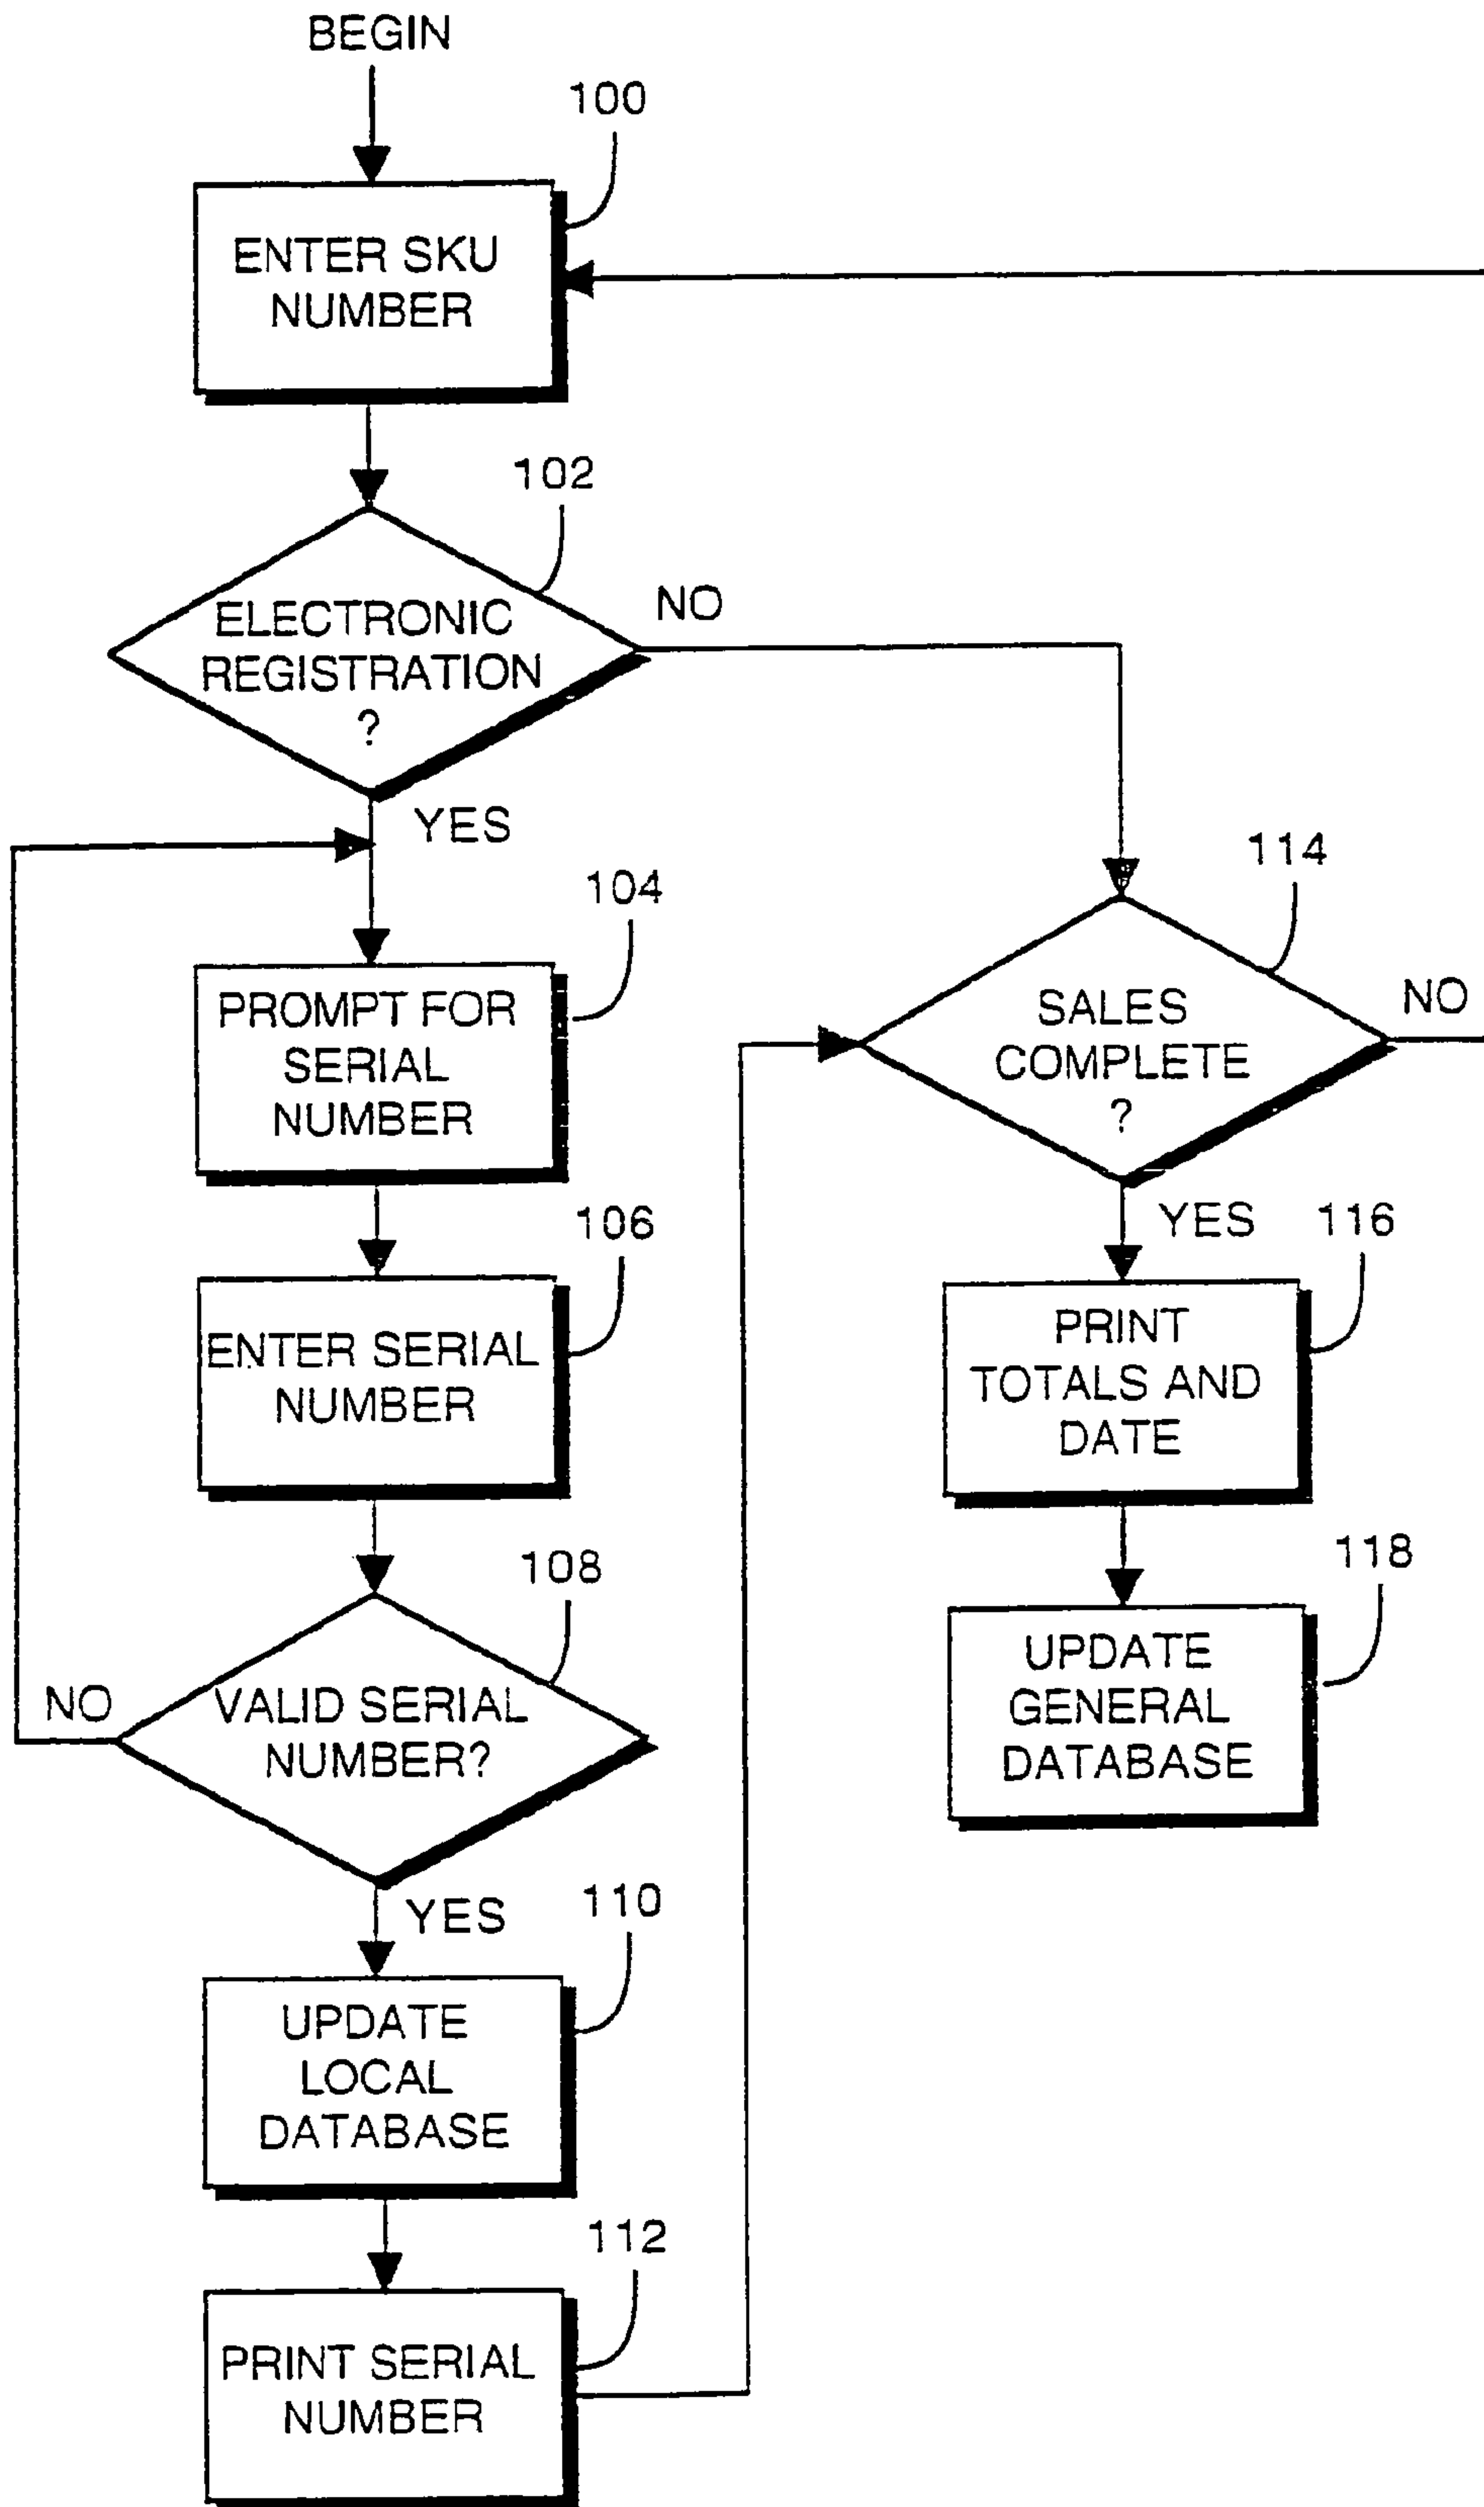 BEGIN
100
ENTER SKU
NUMBER
102
ELECTRONIC
REGISTRATION
?
NO
YES
104
PROMPT FOR
SERIAL
NUMBER
106
ENTER SERIAL
NUMBER
108
VALID SERIAL
NUMBER?
NO
YES
110
UPDATE
LOCAL
DATABASE
112
PRINT SERIAL
NUMBER
114
SALES
COMPLETE
?
NO
YES
116
PRINT
TOTALS AND
DATE
118
UPDATE
GENERAL
DATABASE